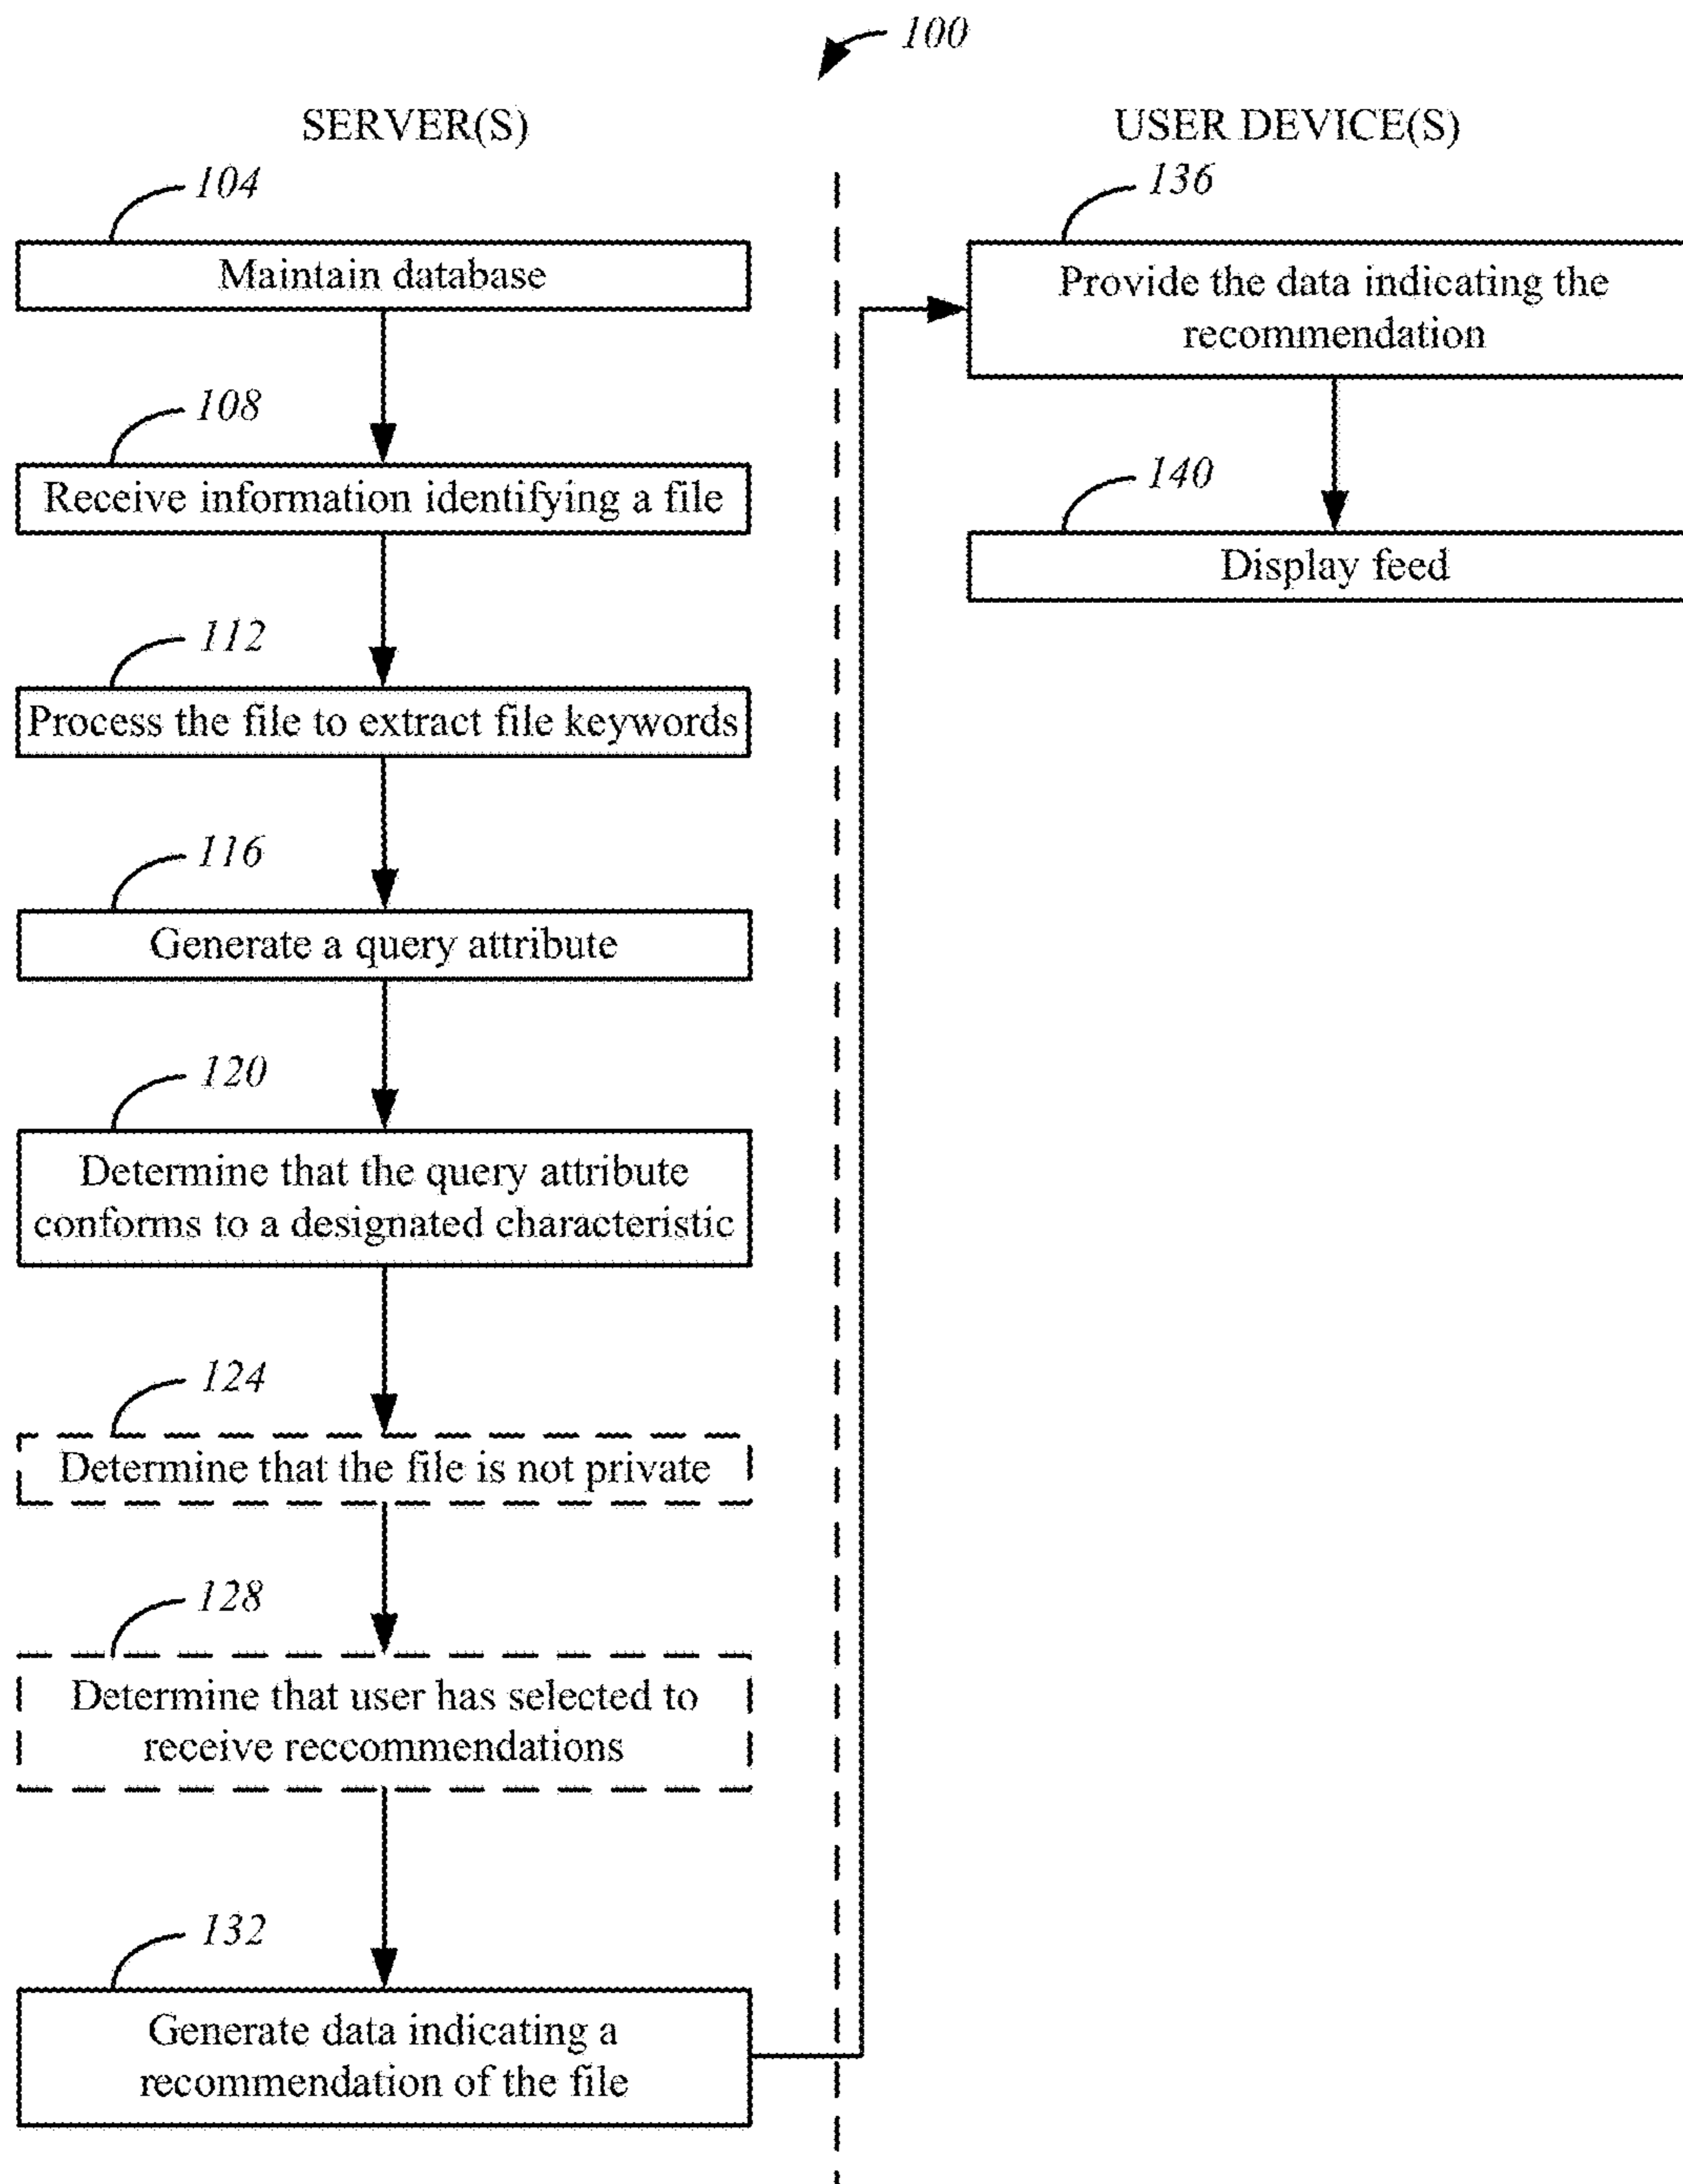 100
SERVER(S)
104
Maintain database
108
Receive information identifying a file
112
Process the file to extract file keywords
116
Generate a query attribute
120
Determine that the query attribute
conforms to a designated characteristic
124
Determine that the file is not private
128
Determine that user has selected to
receive reccommendations
132
Generate data indicating a
recommendation of the file
USER DEVICE(S)
136
Provide the data indicating the
recommendation
140
Display feed